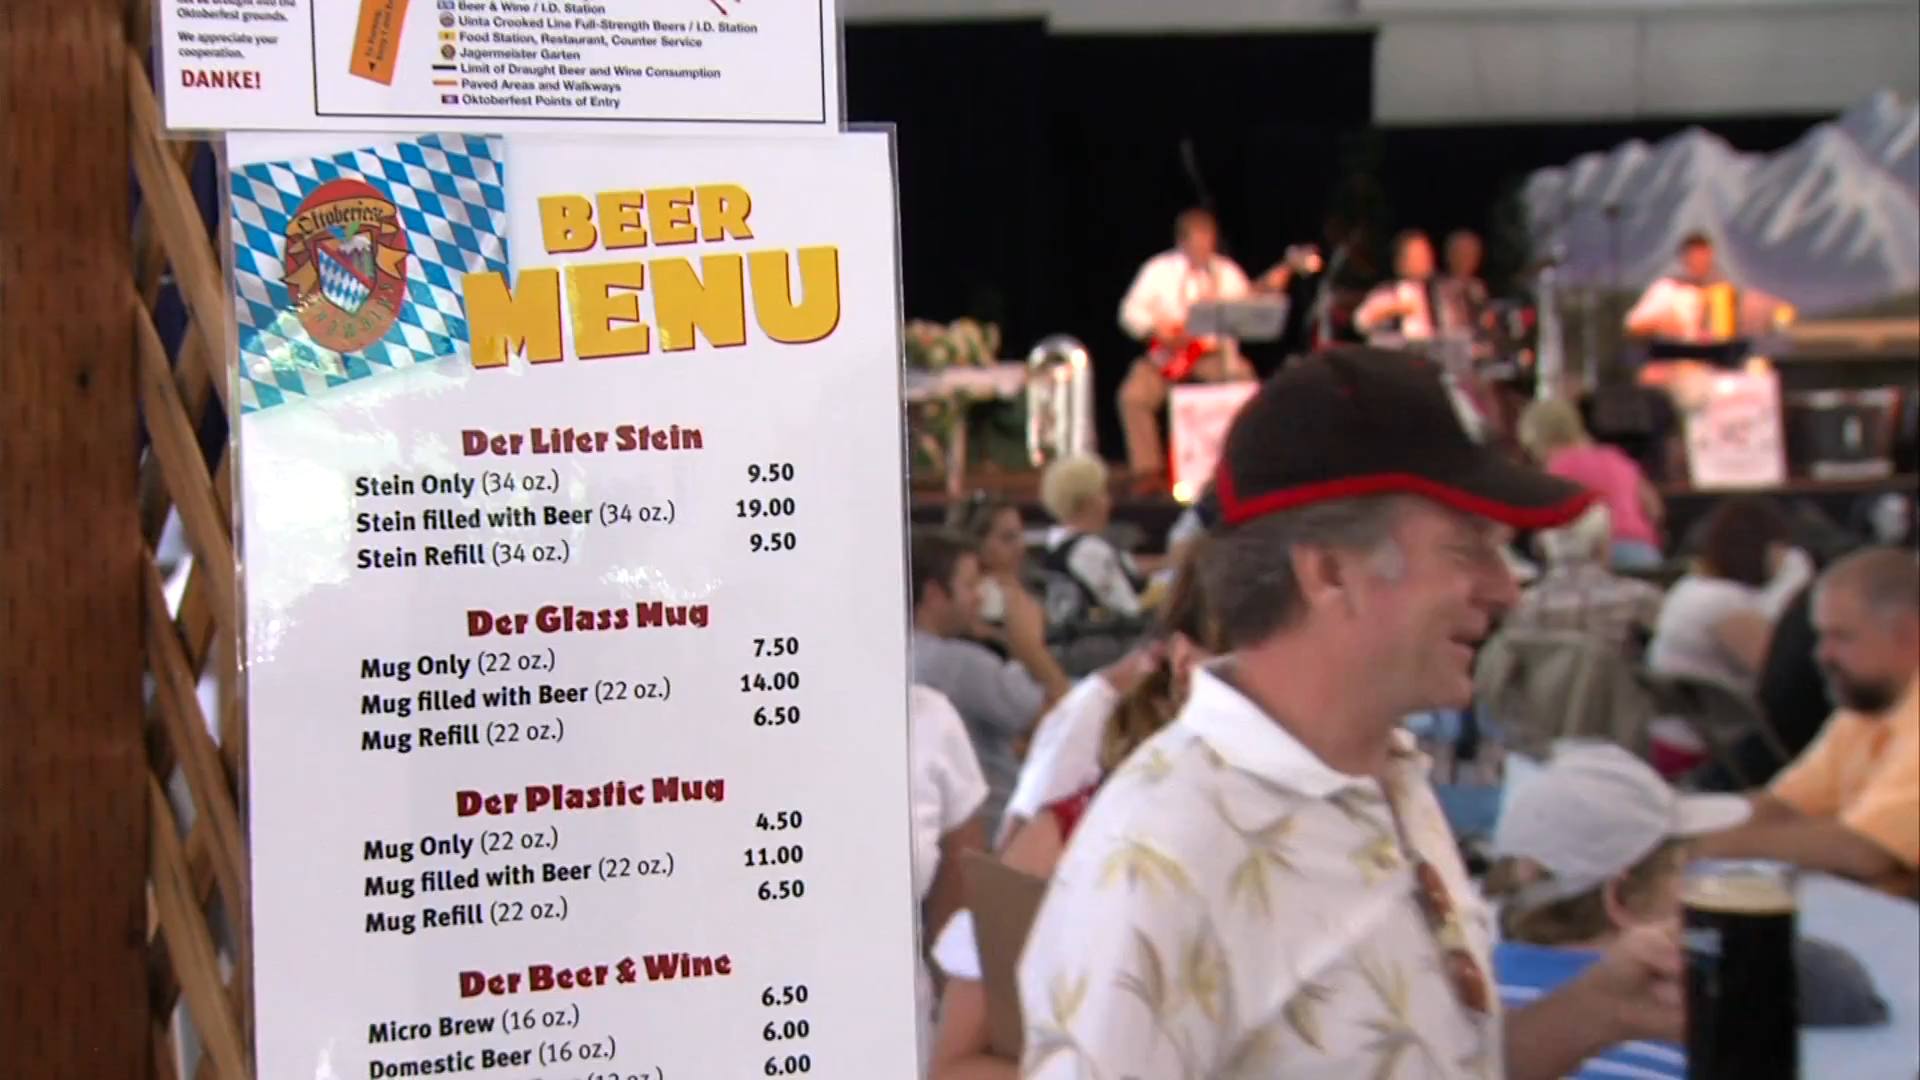 Oktoberfest grounds.
We appreciate your
cooperation.
DANKE!
Beer & Wine / I.D. Station
Uinta Crooked Line Full-Strength Beers / I.D. Station
Food Station, Restaurant, Counter Service
Jagermeister Garten
Limit of Draught Beer and Wine Consumption
Paved Areas and Walkways
Oktoberfest Points of Entry
Oktoberfest
SNOWBIRD
BEER
MENU
Der Liter Stein
Stein Only (34 oz.) 9.50
Stein filled with Beer (34 oz.) 19.00
Stein Refill (34 oz.) 9.50
Der Glass Mug
Mug Only (22 oz.) 7.50
Mug filled with Beer (22 oz.) 14.00
Mug Refill (22 oz.) 6.50
Der Plastic Mug
Mug Only (22 oz.) 4.50
Mug filled with Beer (22 oz.) 11.00
Mug Refill (22 oz.) 6.50
Der Beer & Wine
Micro Brew (16 oz.) 6.50
Domestic Beer (16 oz.) 6.00
6.00